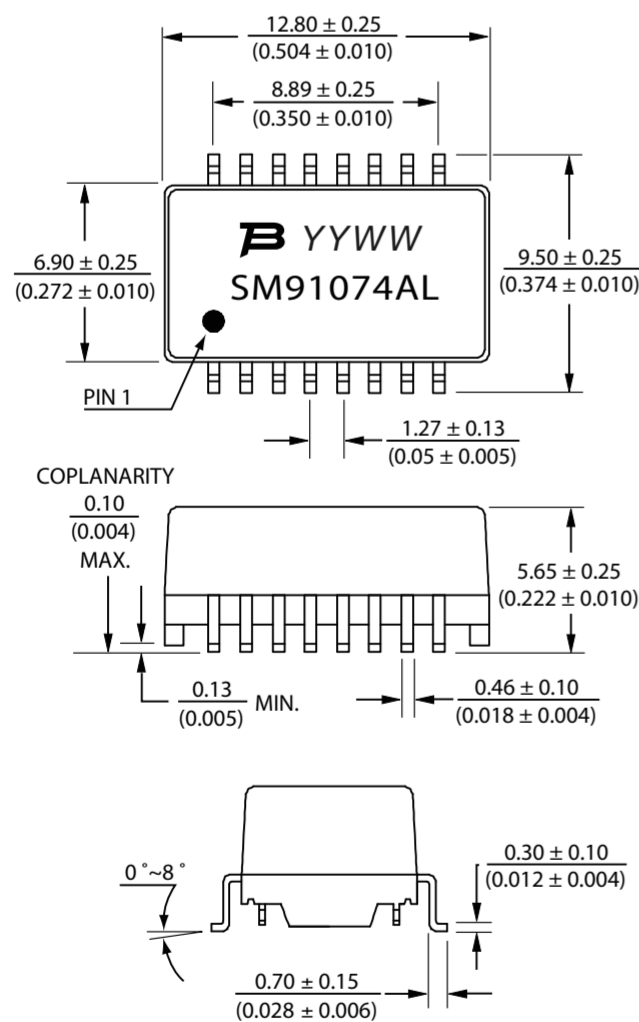 12.80 ± 0.25
(0.504 ± 0.010)
8.89 ± 0.25
(0.350 ± 0.010)
B YYWW
SM91074AL
6.90 ± 0.25
(0.272 ± 0.010)
9.50 ± 0.25
(0.374 ± 0.010)
PIN 1
1.27 ± 0.13
(0.05 ± 0.005)
COPLANARITY
0.10
(0.004)
MAX.
5.65 ± 0.25
(0.222 ± 0.010)
0.13
(0.005)
MIN.
0.46 ± 0.10
(0.018 ± 0.004)
0°~8°
0.30 ± 0.10
(0.012 ± 0.004)
0.70 ± 0.15
(0.028 ± 0.006)